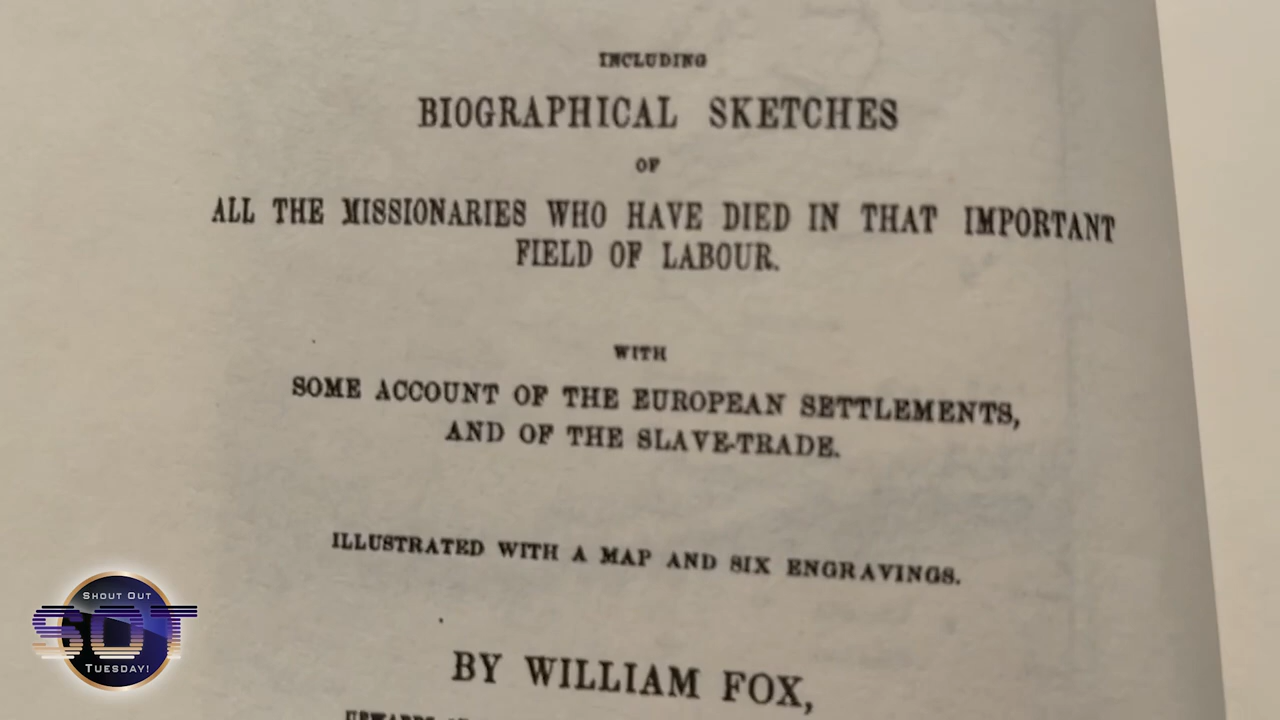 INCLUDING
BIOGRAPHICAL SKETCHES
OF
ALL THE MISSIONARIES WHO HAVE DIED IN THAT IMPORTANT
FIELD OF LABOUR.
WITH
SOME ACCOUNT OF THE EUROPEAN SETTLEMENTS,
AND OF THE SLAVE-TRADE.
ILLUSTRATED WITH A MAP AND SIX ENGRAVINGS.
BY WILLIAM FOX,
SHOUT OUT
SOT
TUESDAY!